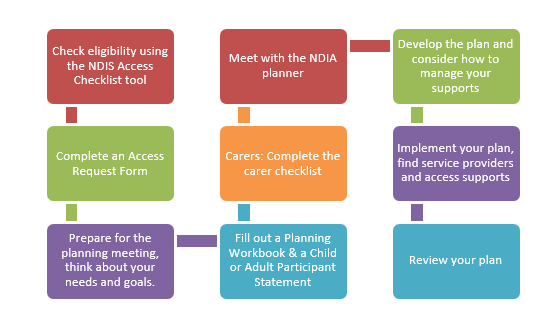 Check eligibility using
the NDIS Access
Checklist tool
Complete an Access
Request Form
Prepare for the
planning meeting,
think about your
needs and goals.
Fill out a Planning
Workbook & a Child
or Adult Participant
Statement
Carers: Complete the
carer checklist
Meet with the NDIA
planner
Develop the plan and
consider how to
manage your
supports
Implement your plan,
find service providers
and access supports
Review your plan